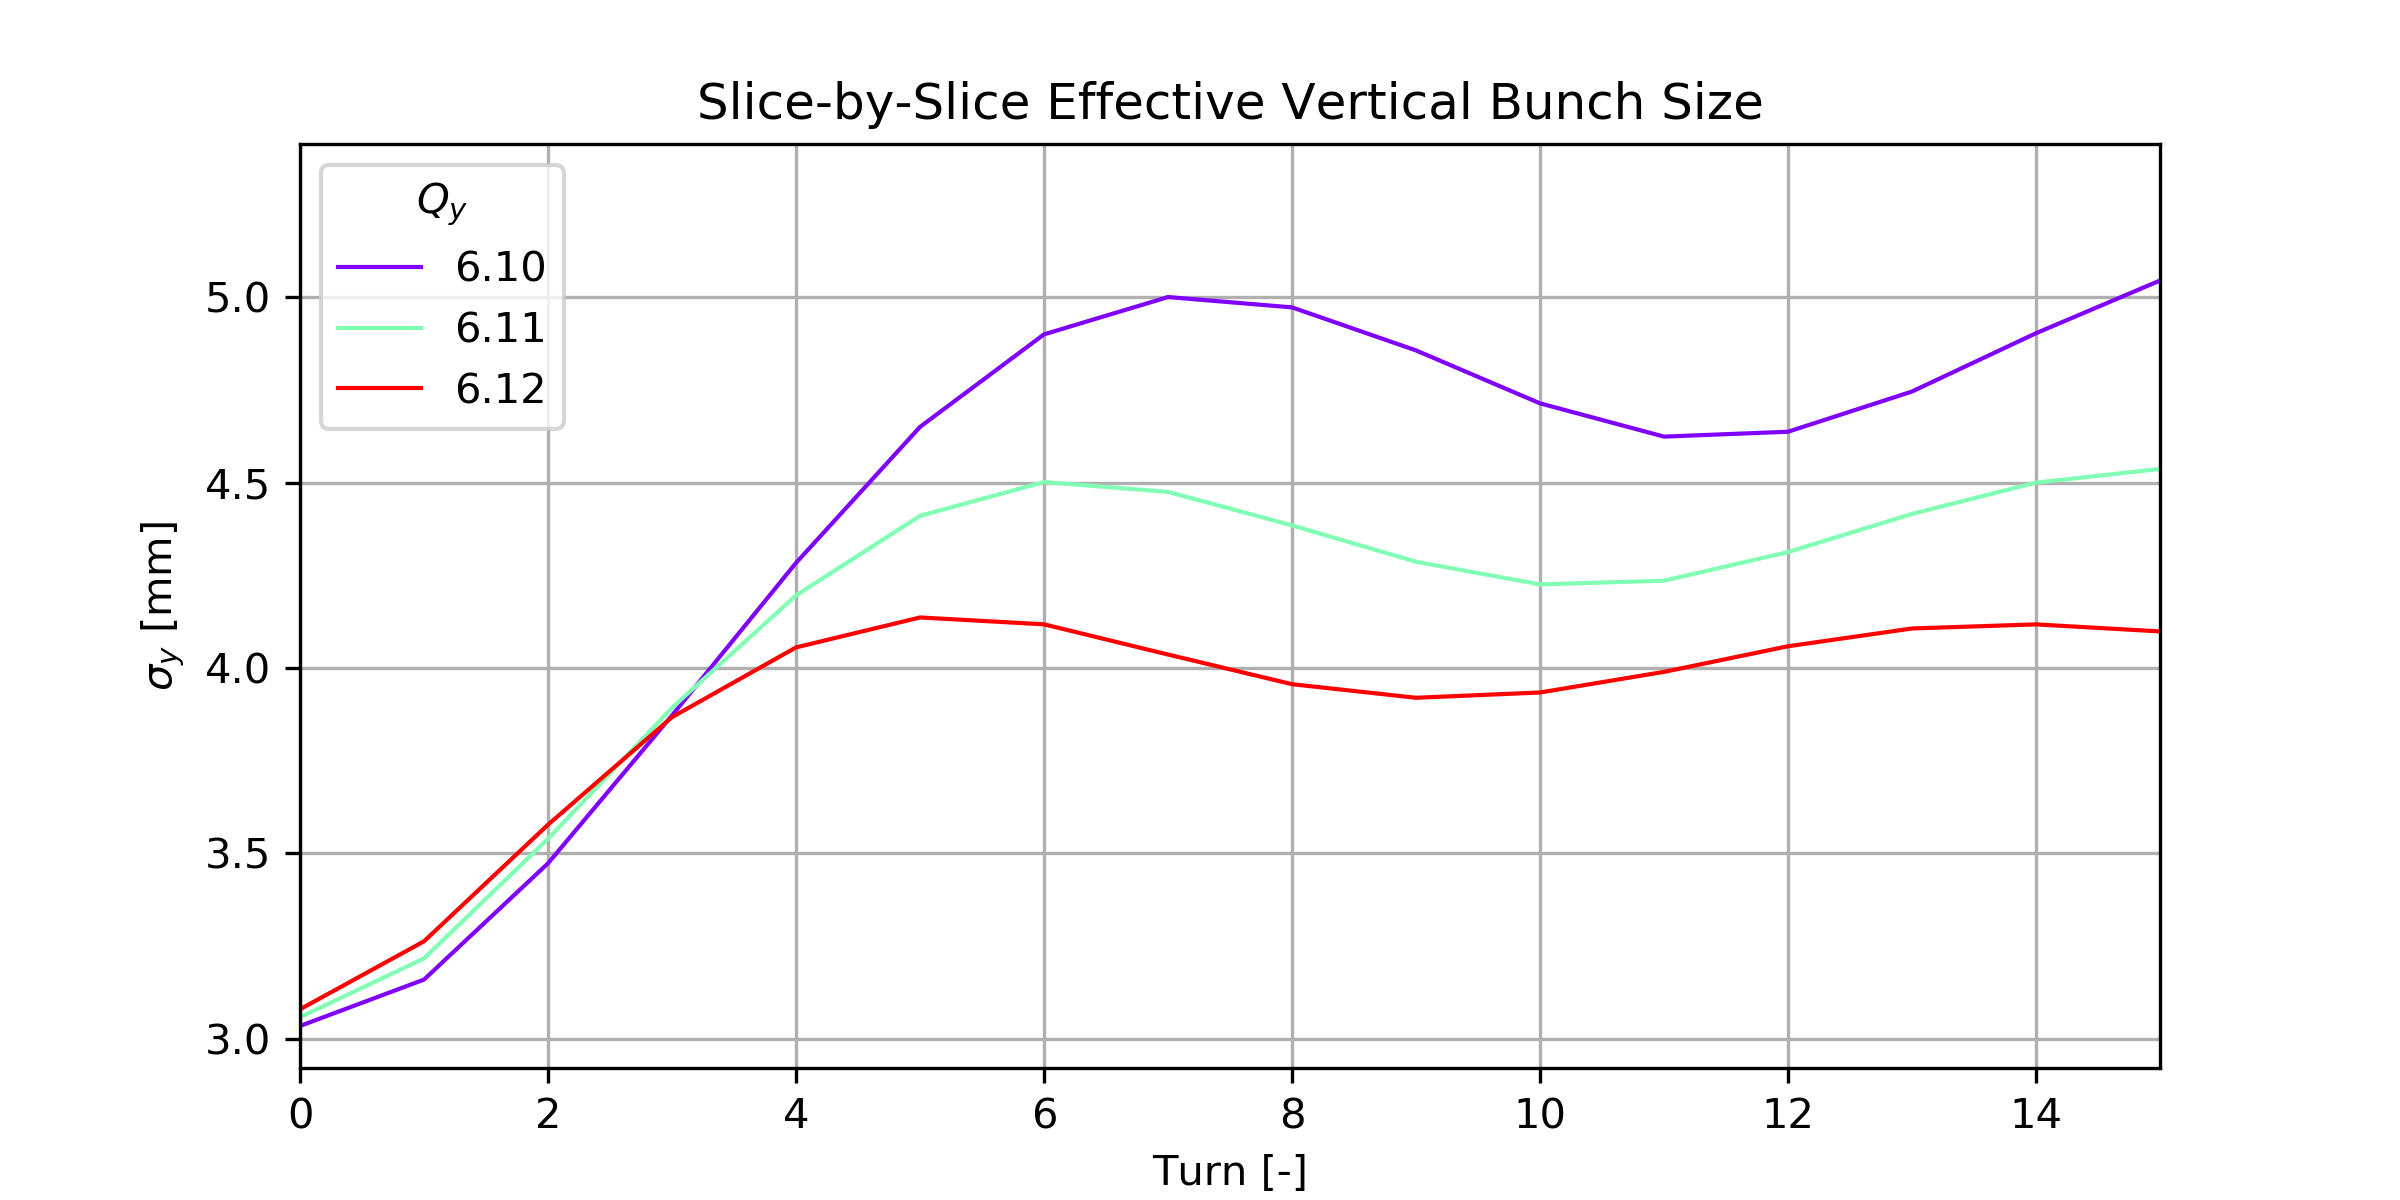 Slice-by-Slice Effective Vertical Bunch Size
Q_y
6.10
6.11
6.12
5.0
4.5
4.0
3.5
3.0
σ_y [mm]
0 2 4 6 8 10 12 14
Turn [-]